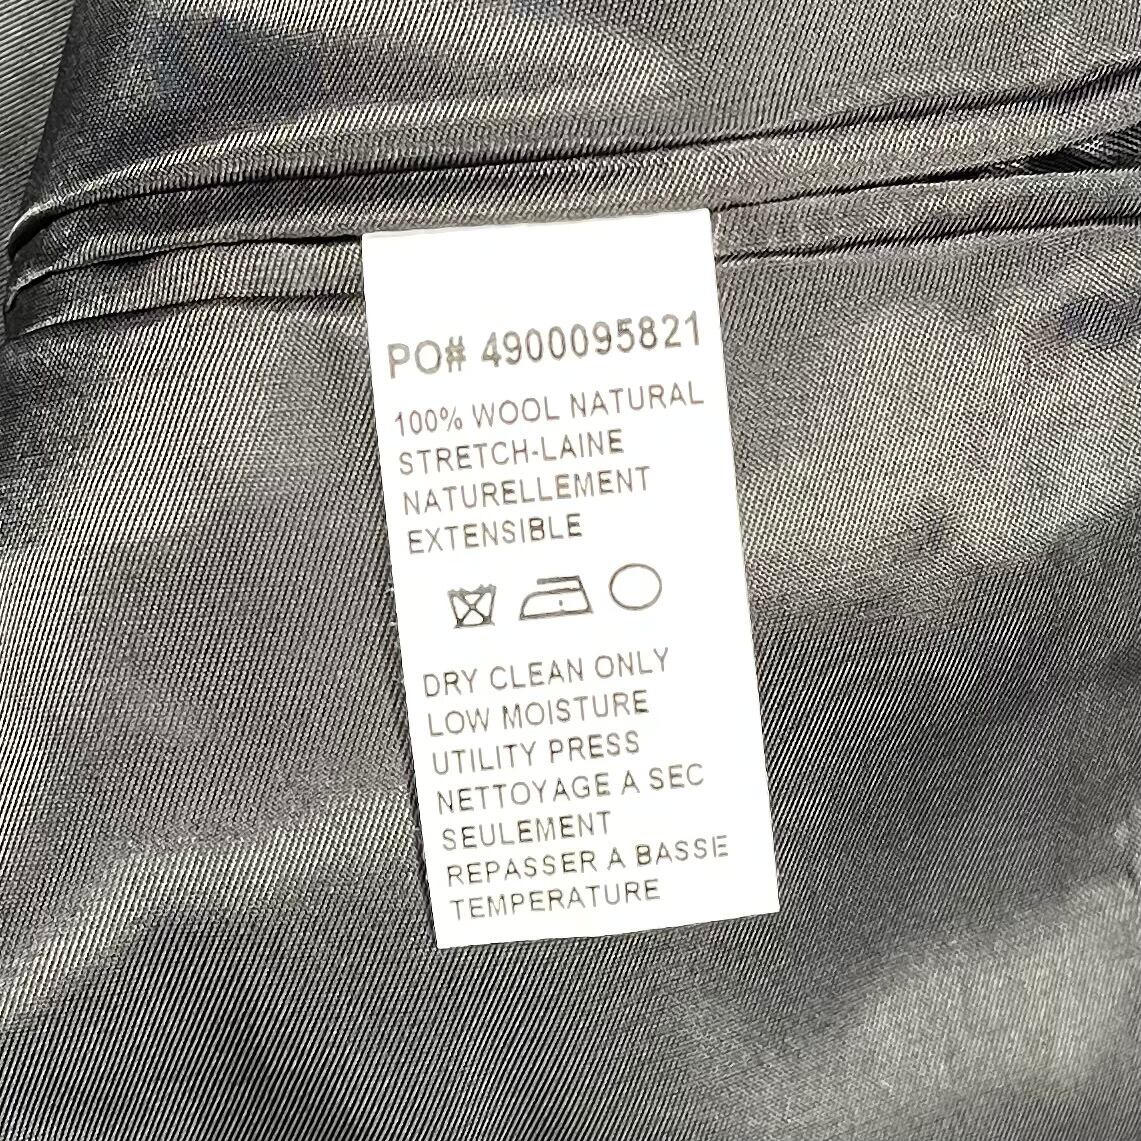 PO# 4900095821
100% WOOL NATURAL
STRETCH-LAINE
NATURELLEMENT
EXTENSIBLE
DRY CLEAN ONLY
LOW MOISTURE
UTILITY PRESS
NETTOYAGE A SEC
SEULEMENT
REPASSER A BASSE
TEMPERATURE